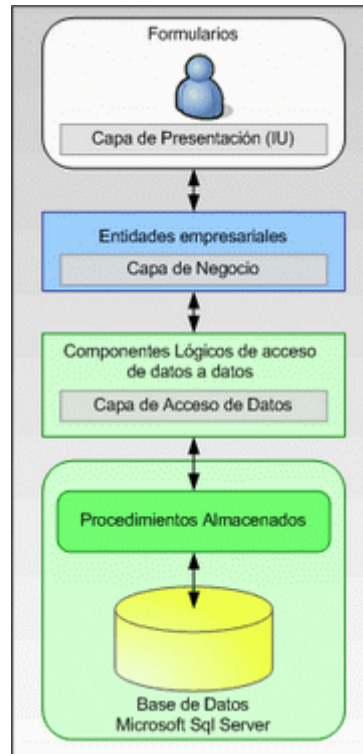 Formularios
Capa de Presentación (IU)
Entidades empresariales
Capa de Negocio
Componentes Lógicos de acceso
de datos a datos
Capa de Acceso de Datos
Procedimientos Almacenados
Base de Datos
Microsoft Sql Server